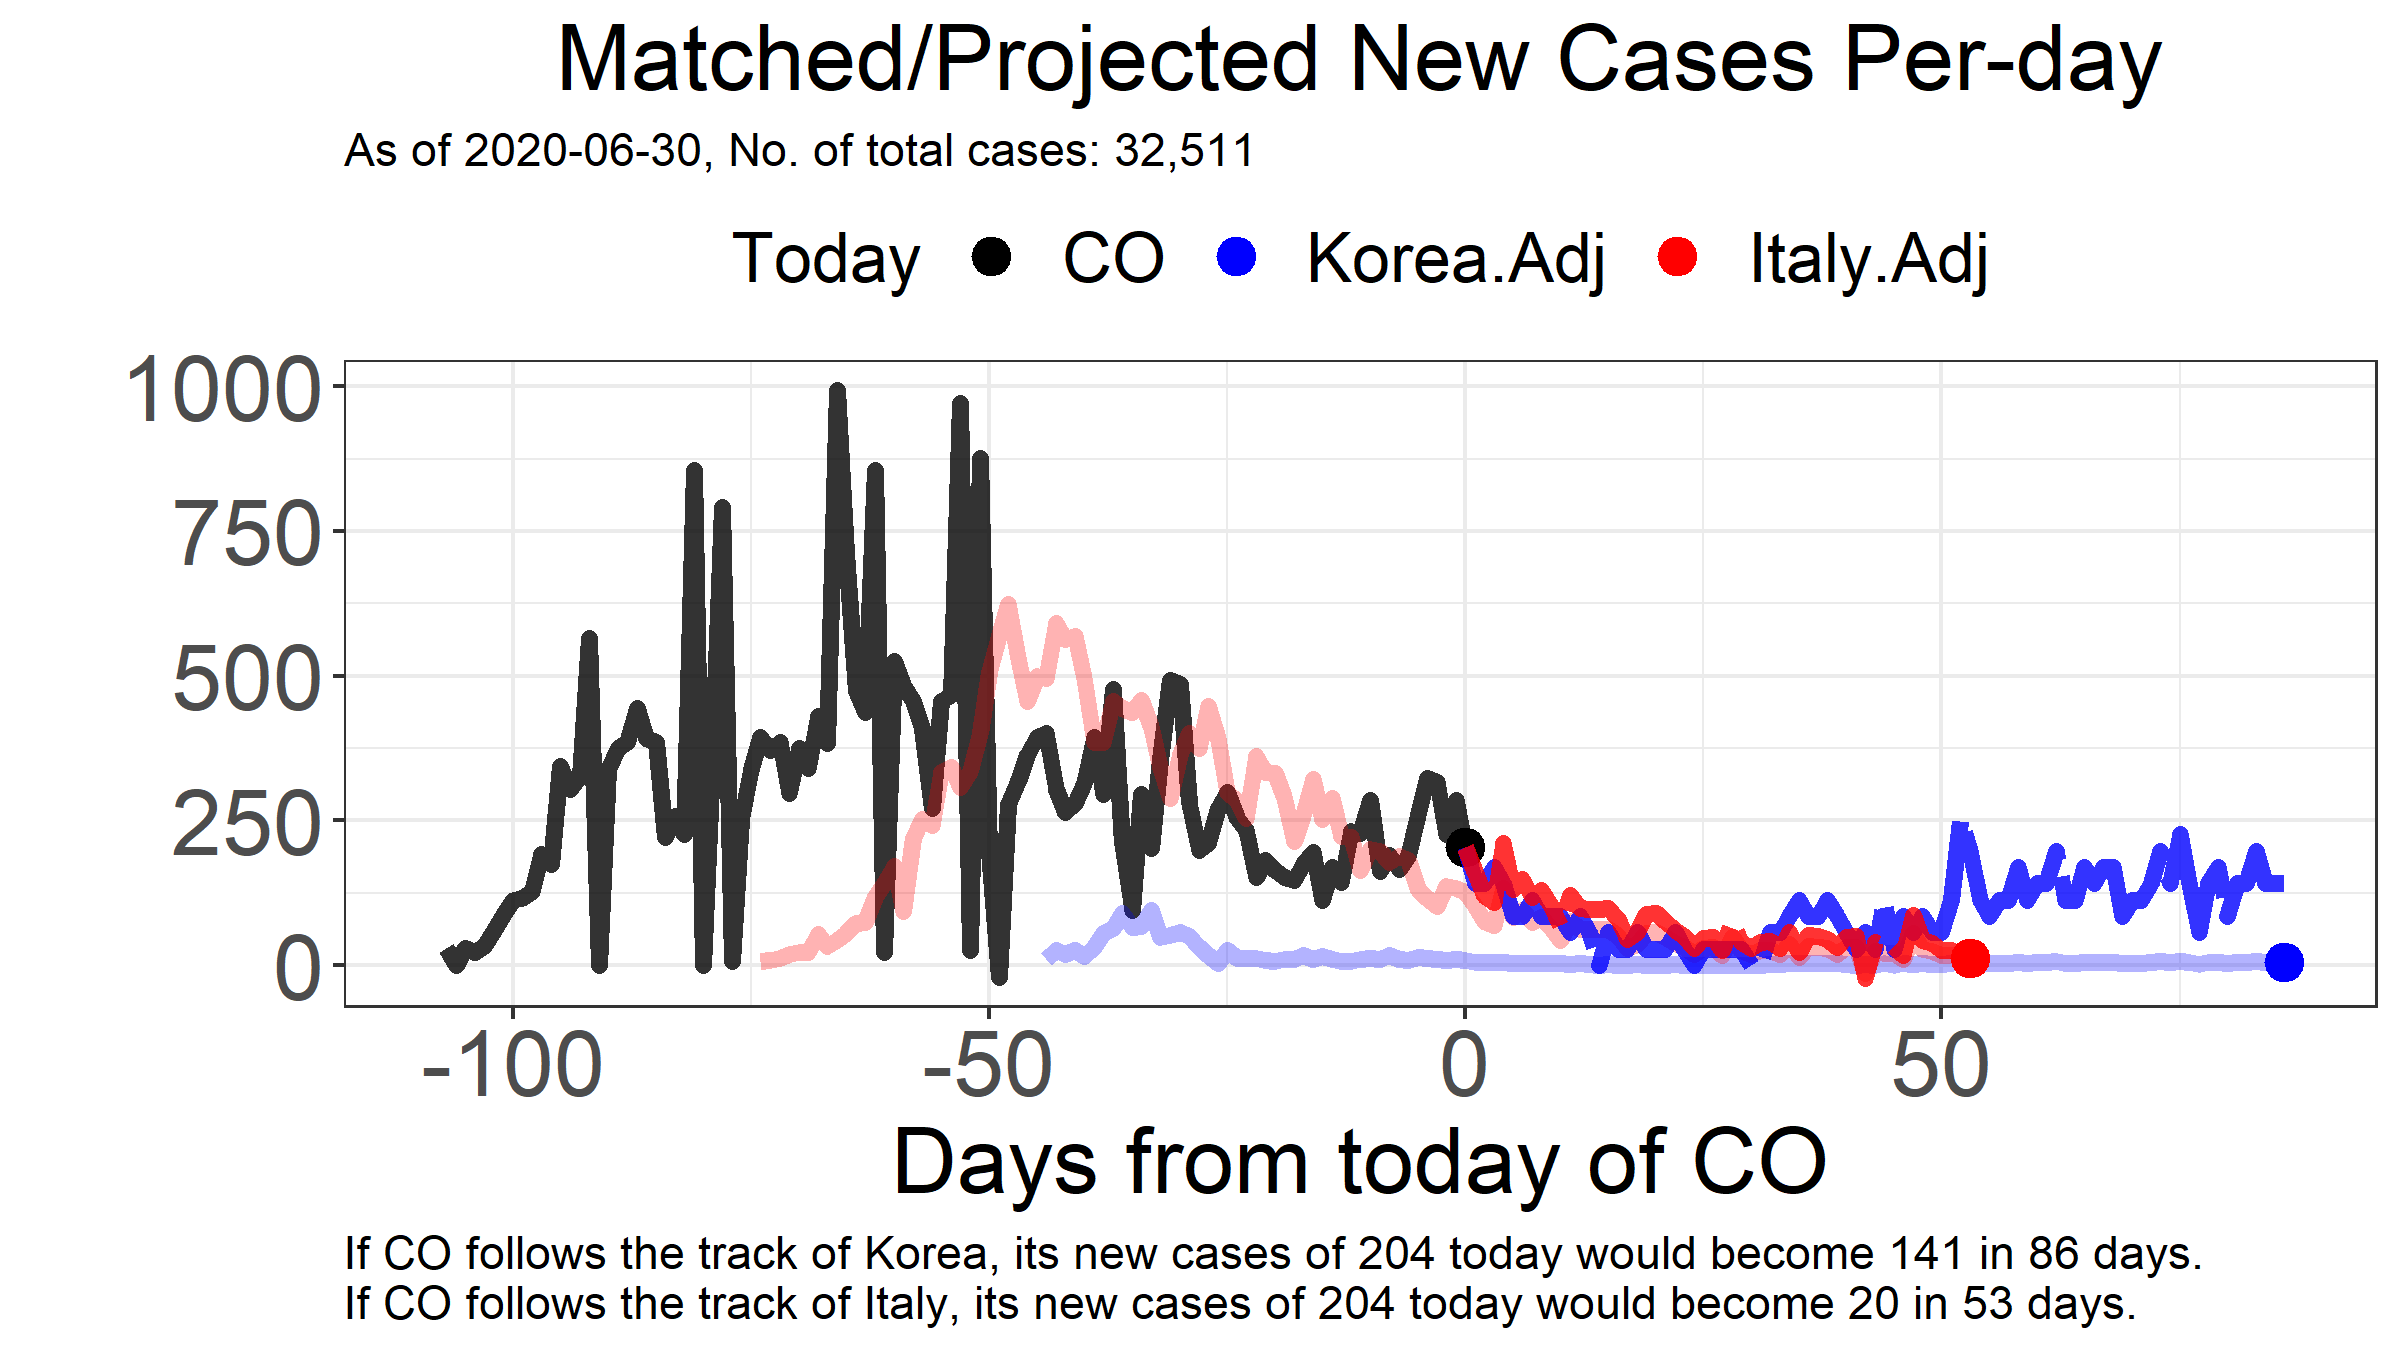 Matched/Projected New Cases Per-day
As of 2020-06-30, No. of total cases: 32,511
Today CO Korea.Adj Italy.Adj
1000
750
500
250
0
-100 -50 0 50
Days from today of CO
If CO follows the track of Korea, its new cases of 204 today would become 141 in 86 days.
If CO follows the track of Italy, its new cases of 204 today would become 20 in 53 days.